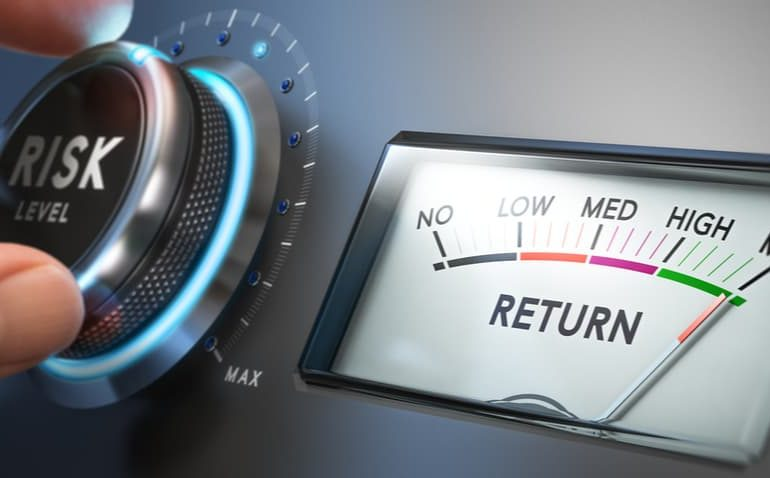 RISK
LEVEL
MAX
NO LOW MED HIGH
RETURN